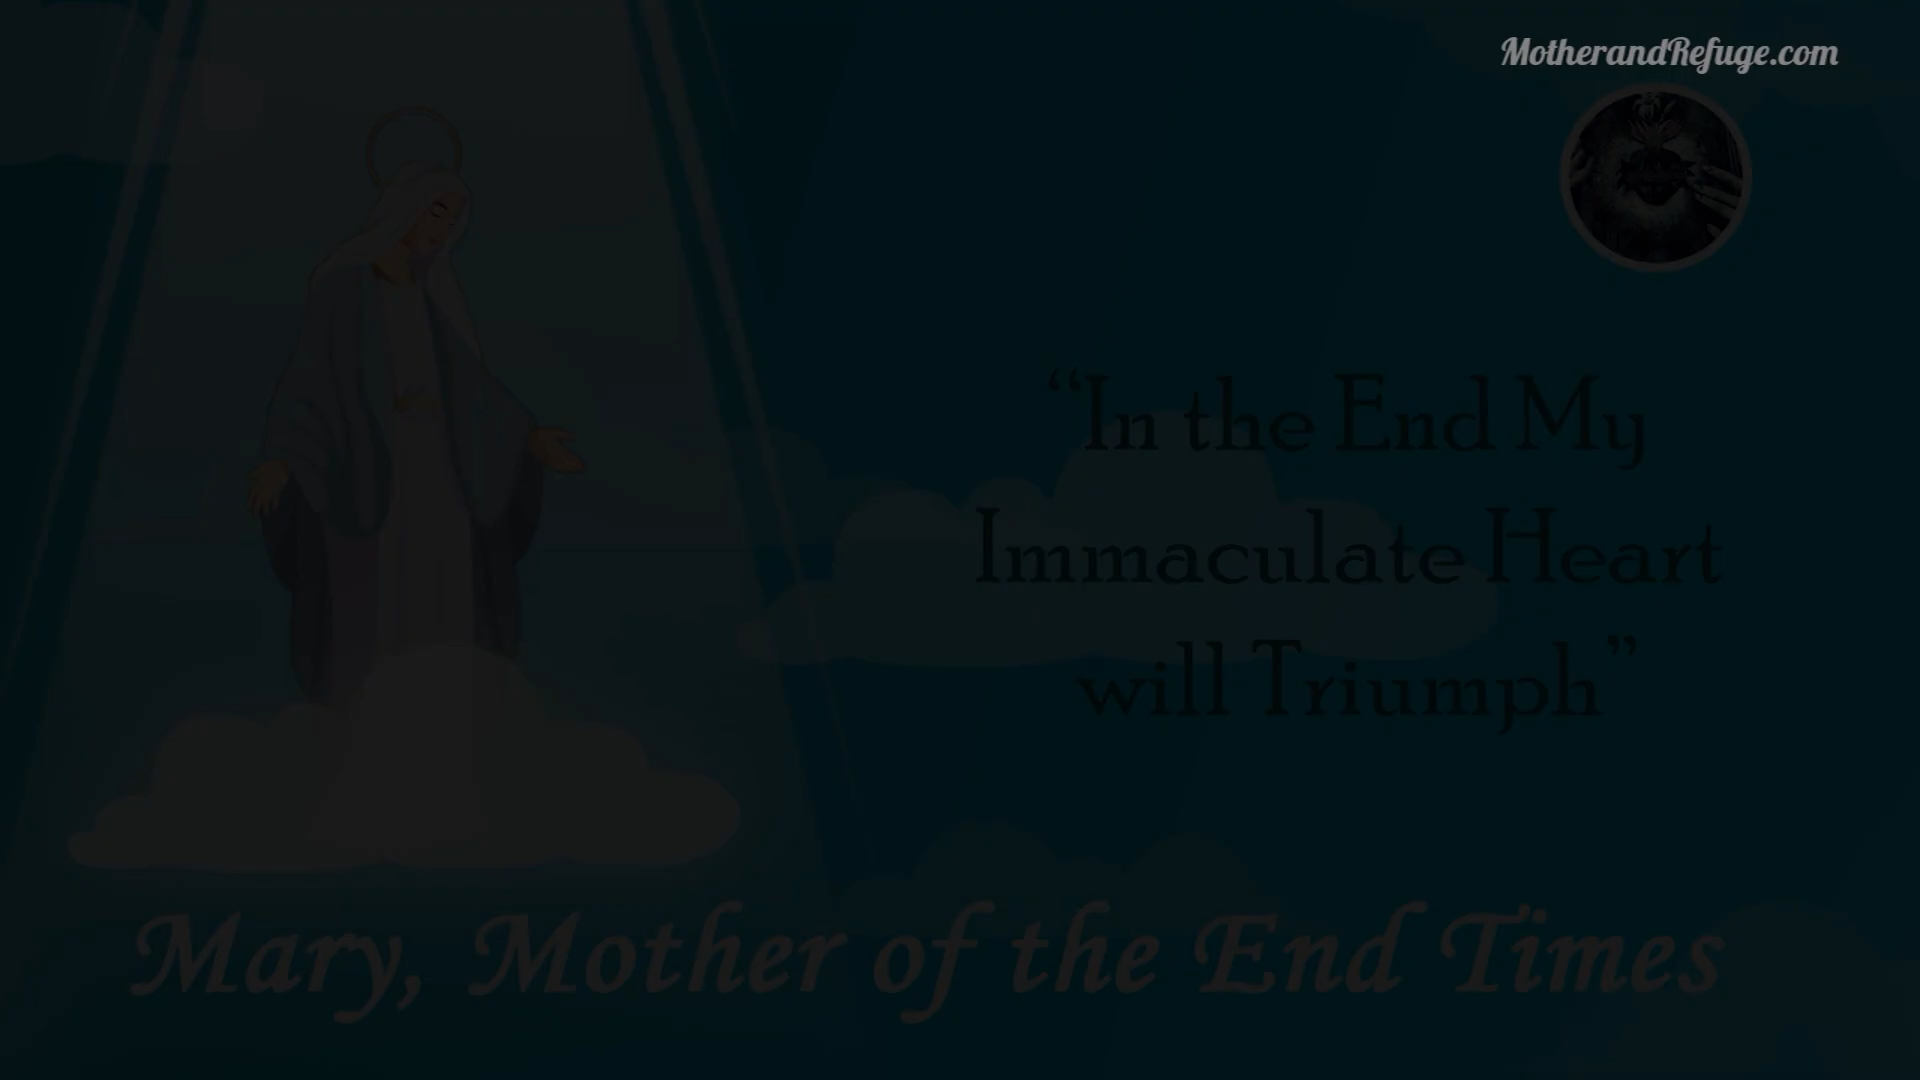 MotherandRefuge.com
“In the End My
Immaculate Heart
will Triumph”
Mary, Mother of the End Times